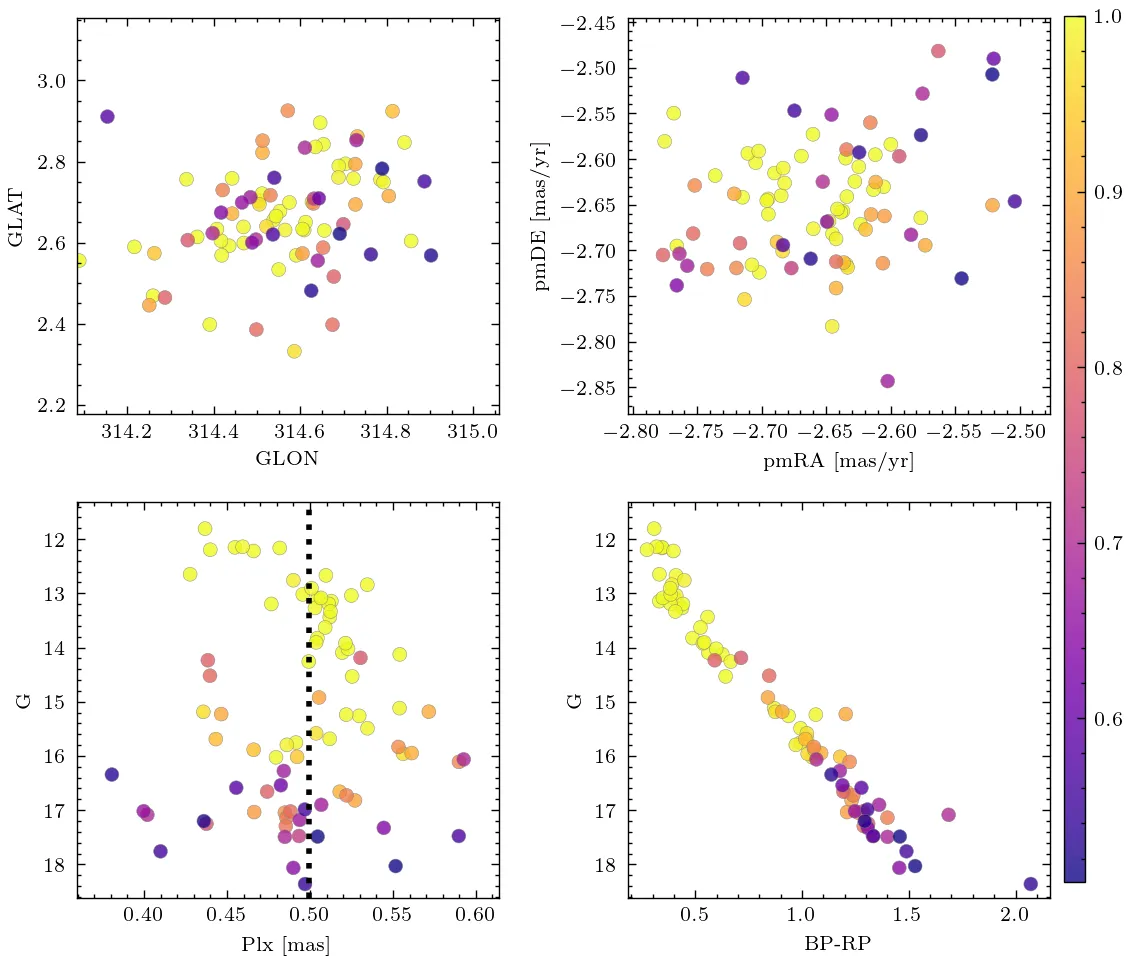 3.0
2.8
2.6
2.4
2.2
GLAT
314.2 314.4 314.6 314.8 315.0
GLON
−2.45
−2.50
−2.55
−2.60
−2.65
−2.70
−2.75
−2.80
−2.85
pmDE [mas/yr]
−2.80 −2.75 −2.70 −2.65 −2.60 −2.55 −2.50
pmRA [mas/yr]
1.0
0.9
0.8
0.7
0.6
12
13
14
15
16
17
18
G
0.40 0.45 0.50 0.55 0.60
Plx [mas]
12
13
14
15
16
17
18
G
0.5 1.0 1.5 2.0
BP-RP